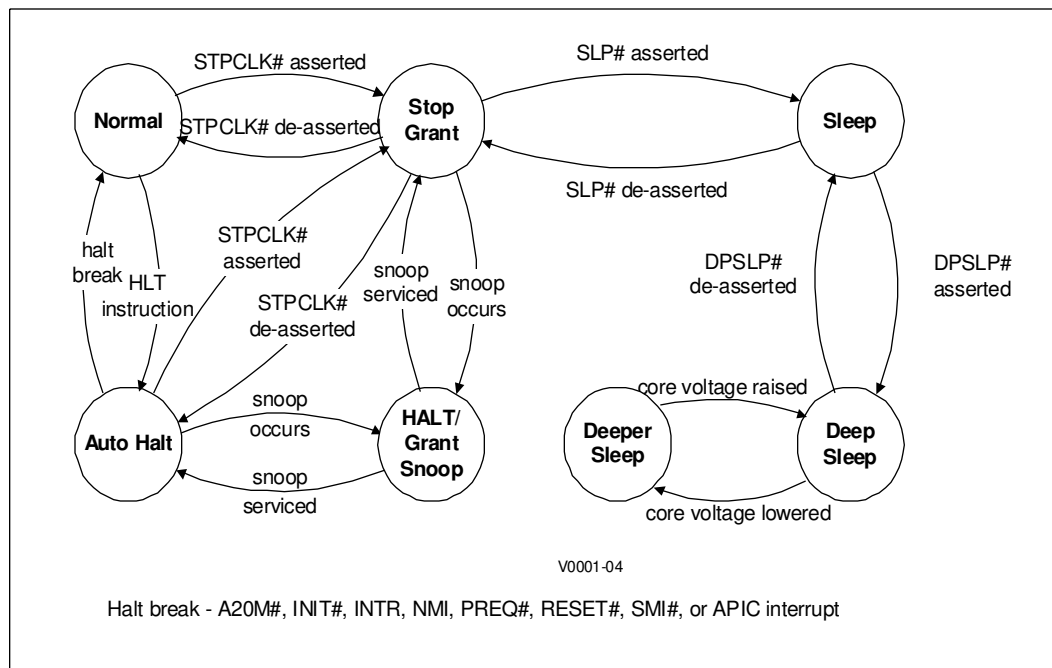 STPCLK# asserted
SLP# asserted
Normal
Stop
Grant
Sleep
STPCLK# de-asserted
SLP# de-asserted
halt
break
HLT
instruction
STPCLK#
asserted
STPCLK#
de-asserted
snoop
serviced
snoop
occurs
DPSLP#
de-asserted
DPSLP#
asserted
Auto Halt
snoop
occurs
snoop
serviced
HALT/
Grant
Snoop
core voltage raised
Deeper
Sleep
Deep
Sleep
core voltage lowered
V0001-04
Halt break - A20M#, INIT#, INTR, NMI, PREQ#, RESET#, SMI#, or APIC interrupt